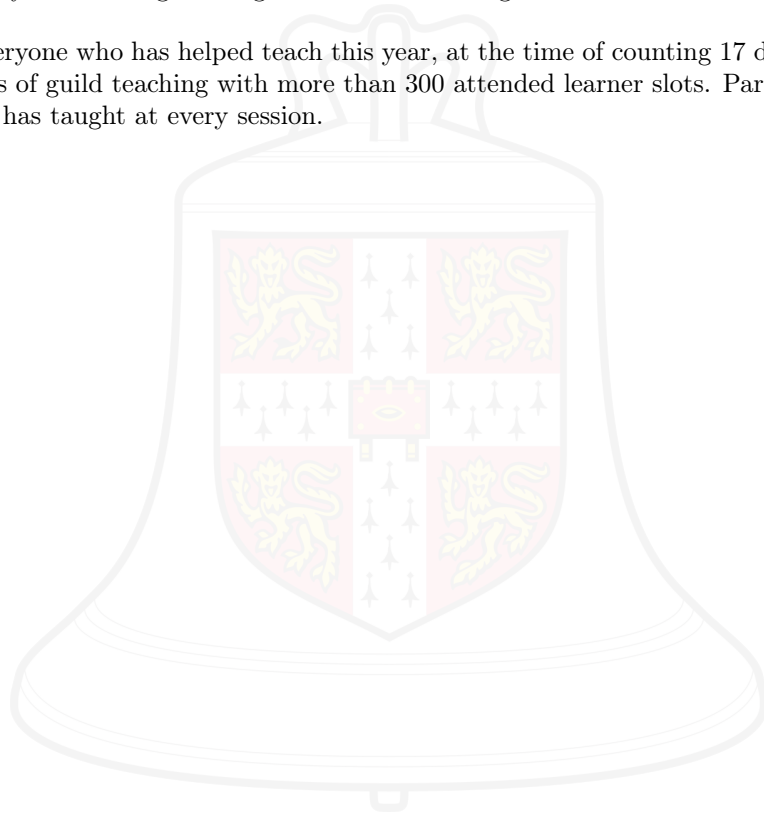 eryone who has helped teach this year, at the time of counting 17 d
s of guild teaching with more than 300 attended learner slots. Par
has taught at every session.